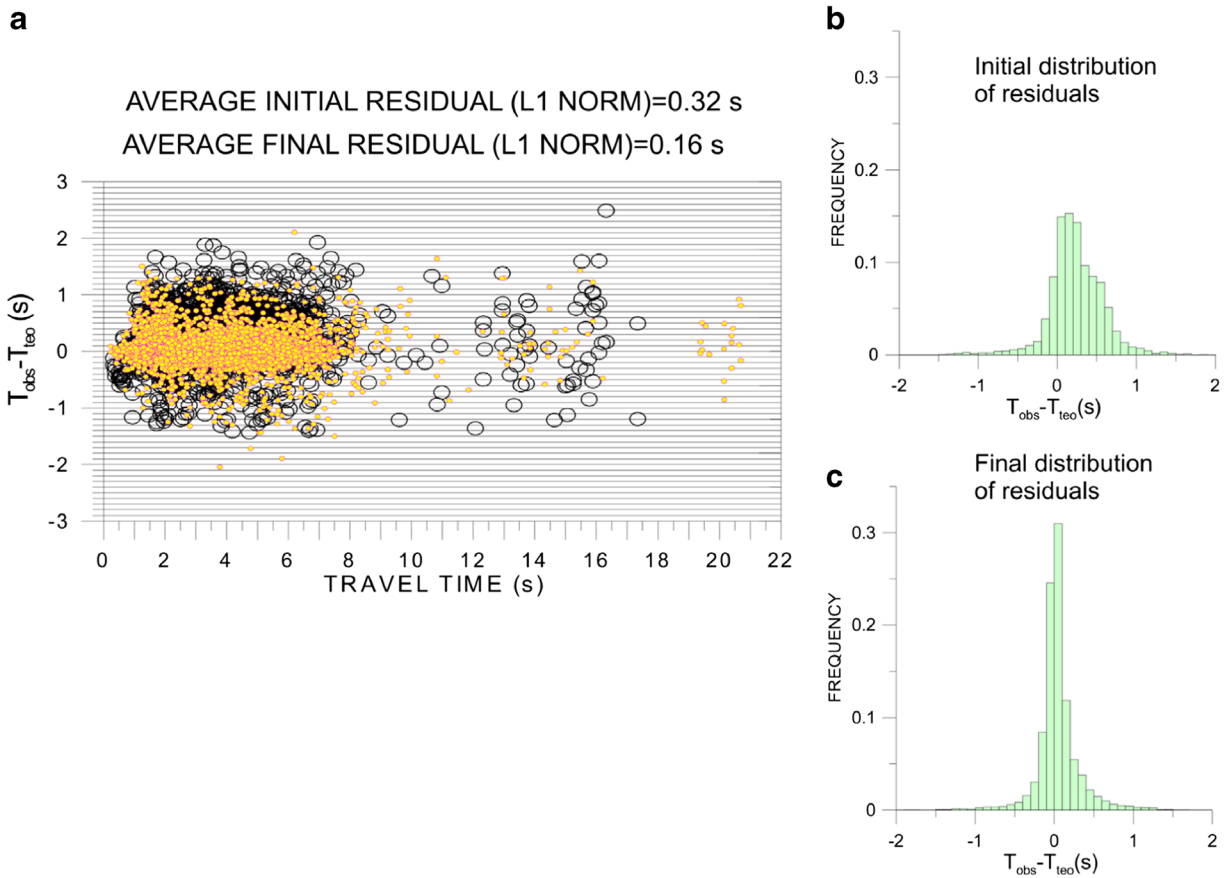 a
AVERAGE INITIAL RESIDUAL (L1 NORM)=0.32 s
AVERAGE FINAL RESIDUAL (L1 NORM)=0.16 s
3
2
1
0
-1
-2
-3
Tobs-Tteo (s)
0 2 4 6 8 10 12 14 16 18 20 22
TRAVEL TIME (s)
b
Initial distribution
of residuals
0.3
0.2
0.1
0
FREQUENCY
-2 -1 0 1 2
Tobs-Tteo(s)
c
Final distribution
of residuals
0.3
0.2
0.1
0
FREQUENCY
-2 -1 0 1 2
Tobs-Tteo(s)